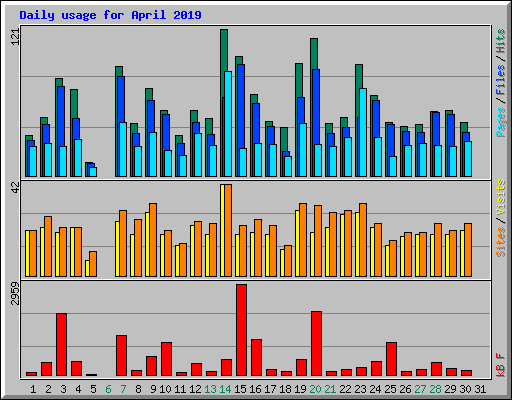 Daily usage for April 2019
121
Pages / Files / Hits
42
Sites / Visits
2959
kB F
1 2 3 4 5 6 7 8 9 10 11 12 13 14 15 16 17 18 19 20 21 22 23 24 25 26 27 28 29 30 31